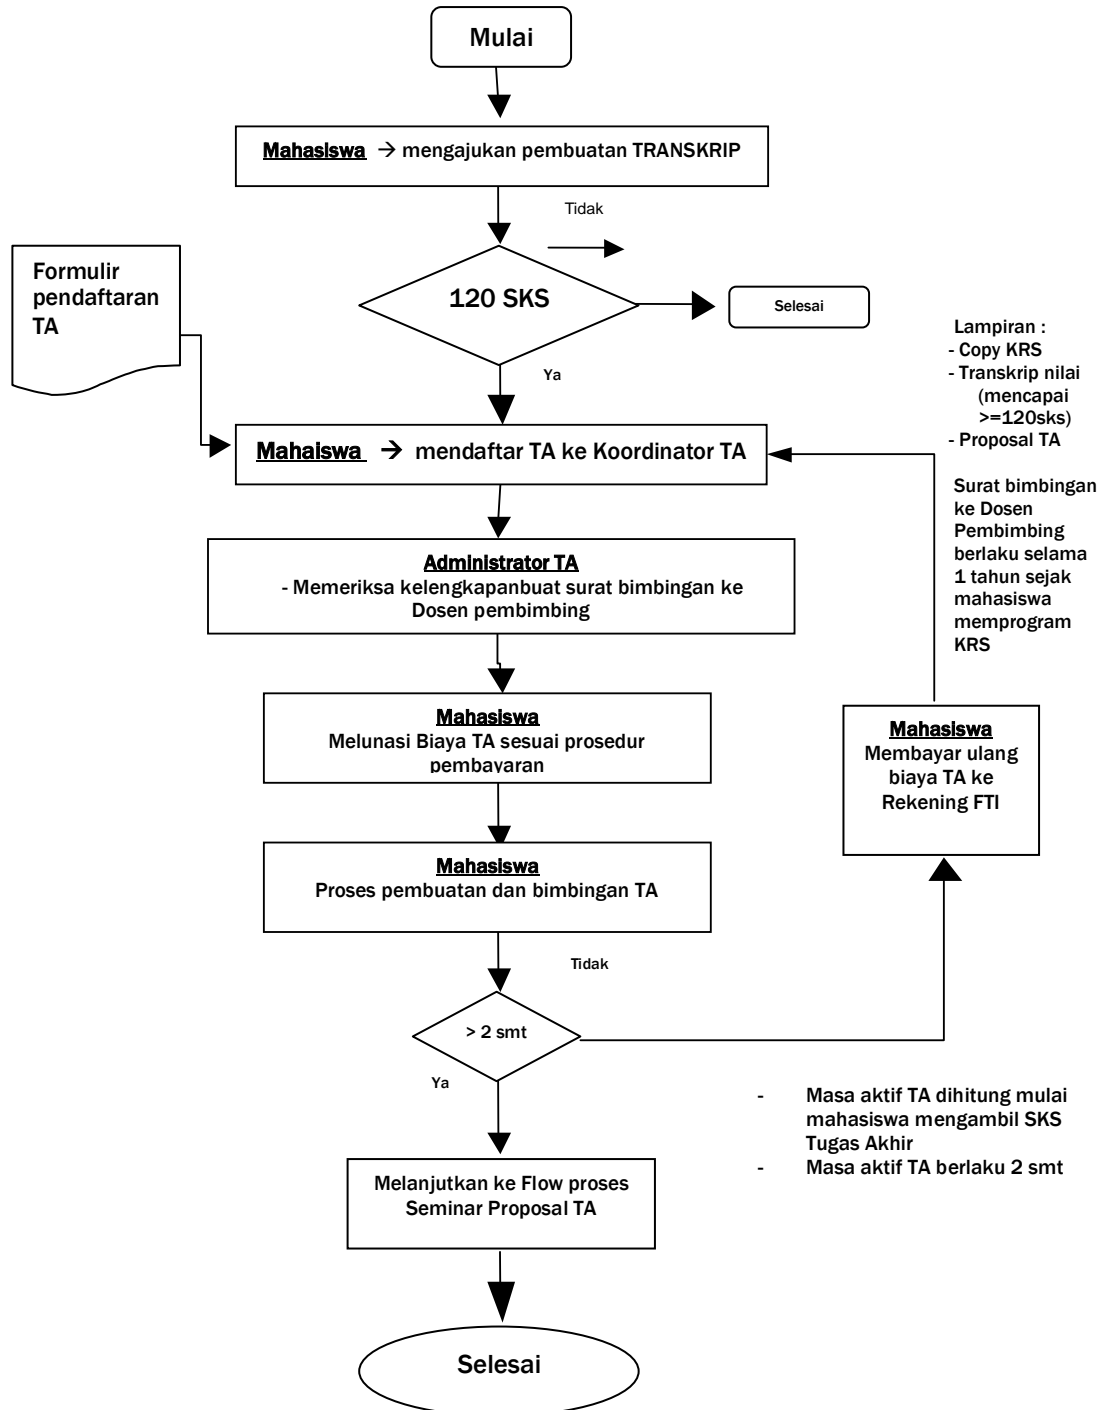 Mulai
Mahasiswa → mengajukan pembuatan TRANSKRIP
Tidak
Formulir
pendaftaran
TA
120 SKS
Selesai
Ya
Lampiran :
- Copy KRS
- Transkrip nilai
(mencapai
>=120sks)
- Proposal TA
Mahaiswa → mendaftar TA ke Koordinator TA
Surat bimbingan
ke Dosen
Pembimbing
berlaku selama
1 tahun sejak
mahasiswa
memprogram
KRS
Administrator TA
- Memeriksa kelengkapanbuat surat bimbingan ke
Dosen pembimbing
Mahasiswa
Melunasi Biaya TA sesuai prosedur
pembayaran
Mahasiswa
Membayar ulang
biaya TA ke
Rekening FTI
Mahasiswa
Proses pembuatan dan bimbingan TA
Tidak
> 2 smt
Ya
- Masa aktif TA dihitung mulai
mahasiswa mengambil SKS
Tugas Akhir
- Masa aktif TA berlaku 2 smt
Melanjutkan ke Flow proses
Seminar Proposal TA
Selesai